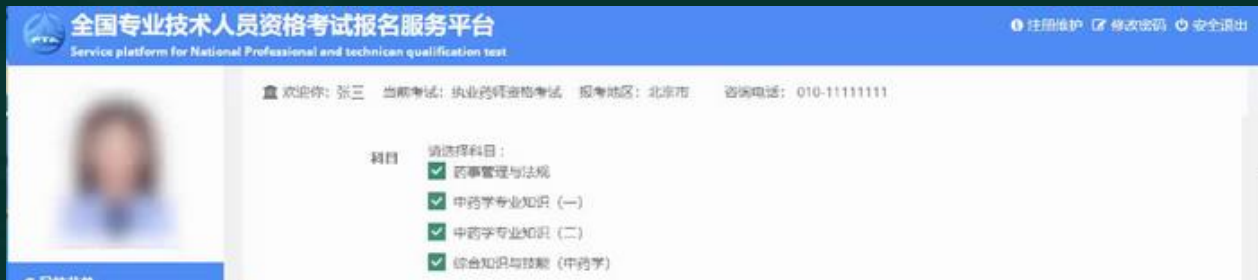 全国专业技术人员资格考试报名服务平台
Service platform for National Professional and technican qualification test
注册维护 修改密码 安全退出
欢迎你：张三 当前考试：执业药师资格考试 报考地区：北京市 咨询电话：010-11111111
科目 请选择科目：
药事管理与法规
中药学专业知识（一）
中药学专业知识（二）
综合知识与技能（中药学）